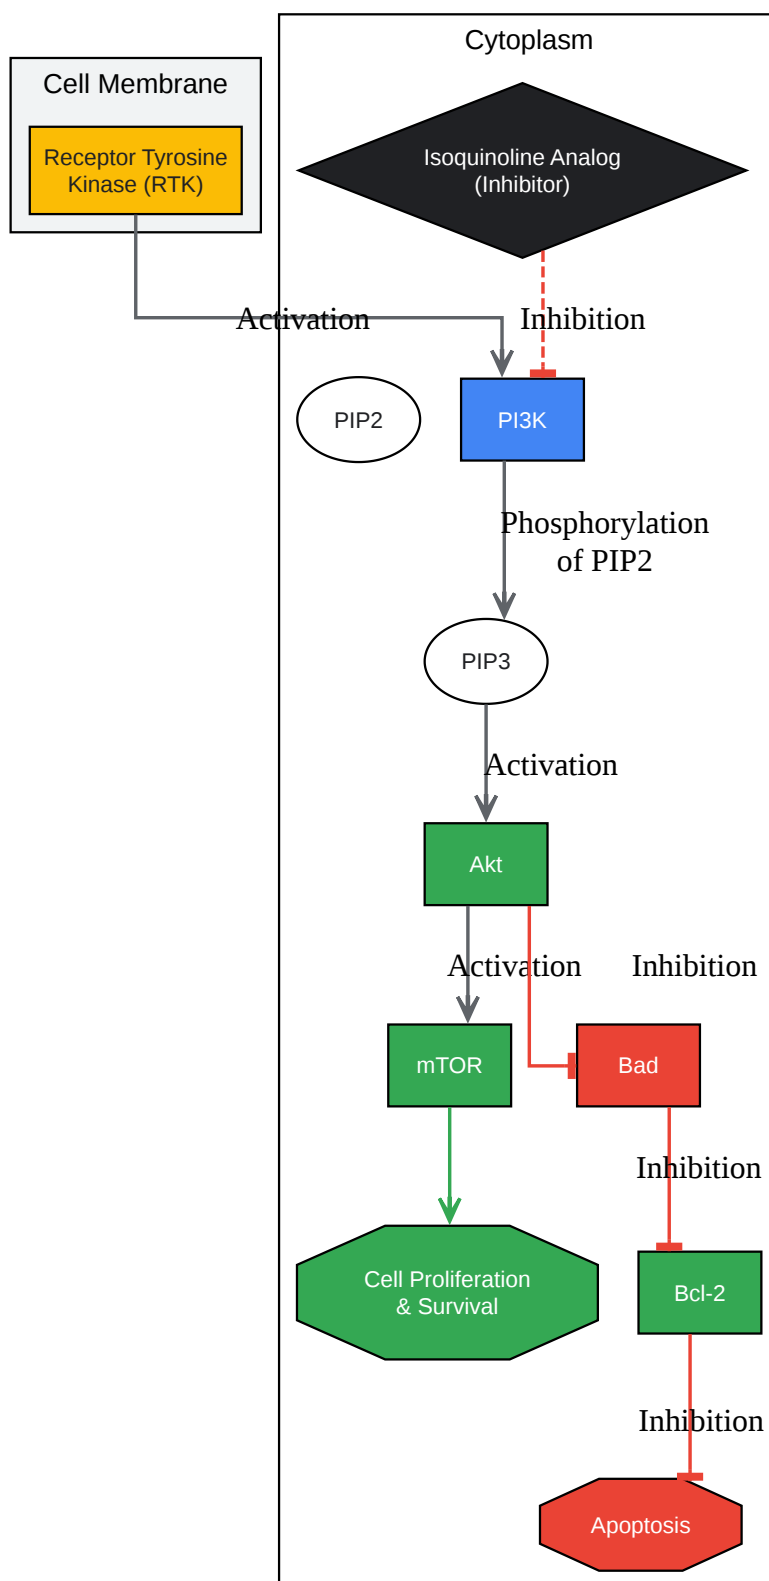 Cytoplasm
Cell Membrane
Receptor Tyrosine
Kinase (RTK)
Isoquinoline Analog
(Inhibitor)
Activation
Inhibition
PIP2
PI3K
Phosphorylation
of PIP2
PIP3
Activation
Akt
Activation
Inhibition
mTOR
Bad
Inhibition
Cell Proliferation
& Survival
Bcl-2
Inhibition
Apoptosis